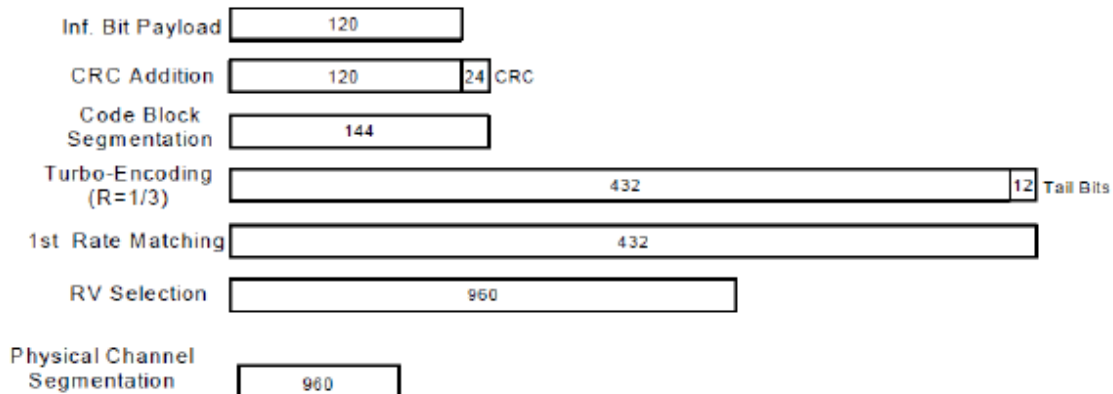 Inf. Bit Payload 120
CRC Addition 120 24 CRC
Code Block
Segmentation 144
Turbo-Encoding
(R=1/3) 432 12 Tail Bits
1st Rate Matching 432
RV Selection 960
Physical Channel
Segmentation 960